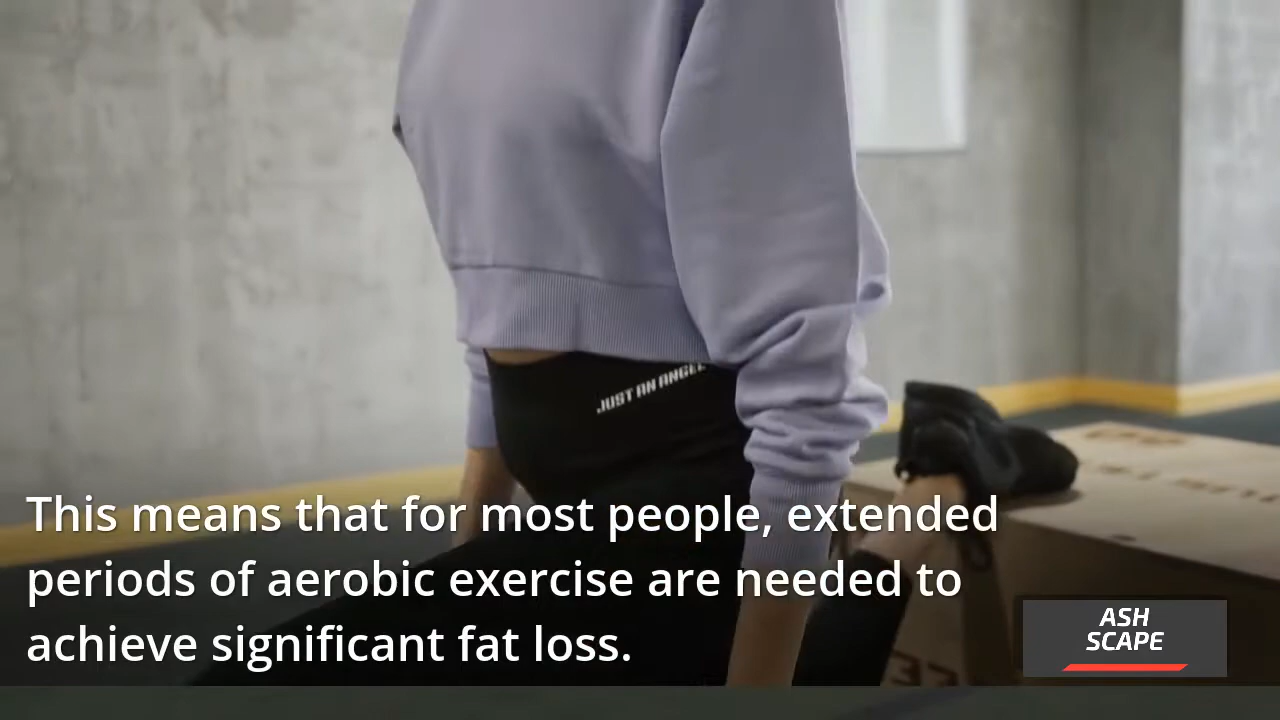 JUST AN ANGEL
This means that for most people, extended
periods of aerobic exercise are needed to
achieve significant fat loss.
ASH
SCAPE